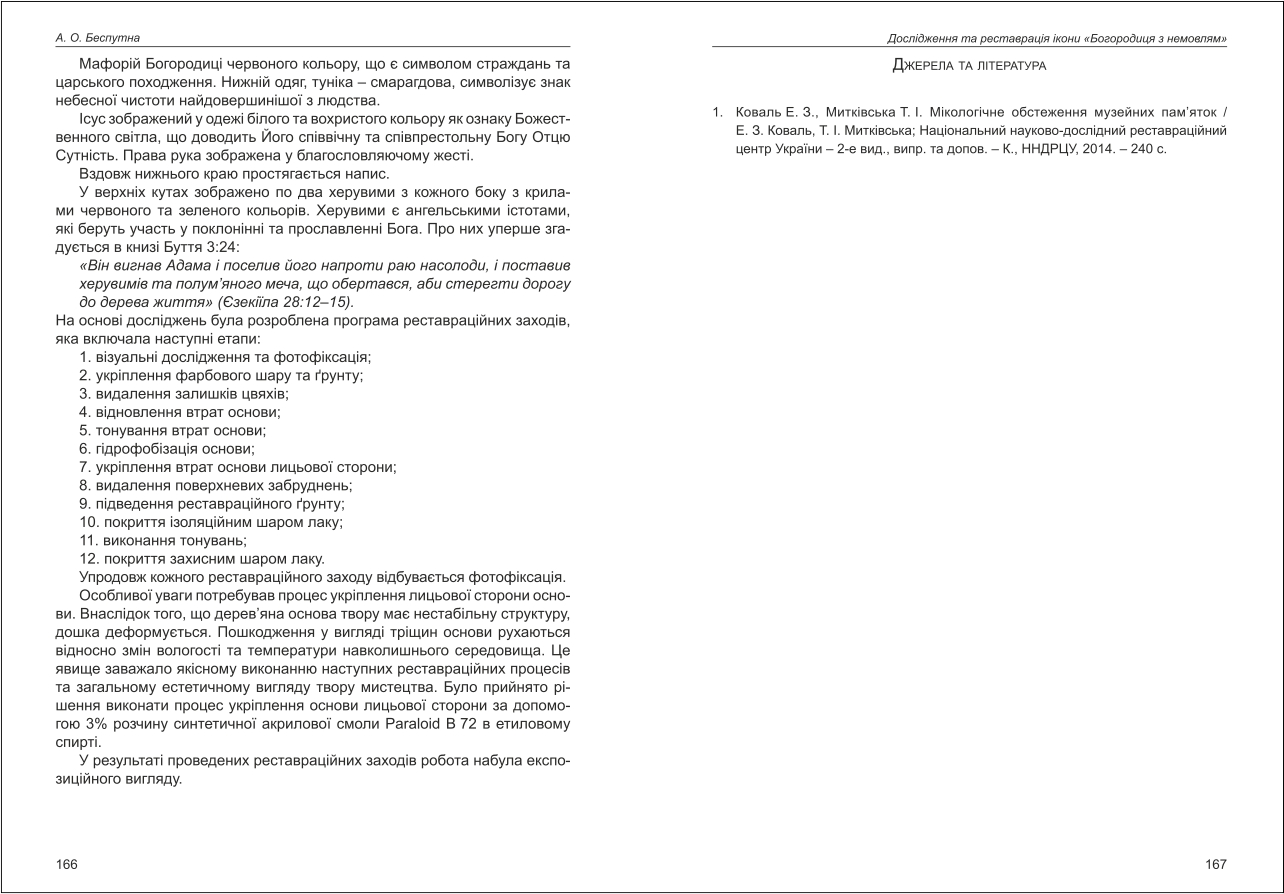 А. О. Беспутна
Мафорій Богородиці червоного кольору, що є символом страждань та
царського походження. Нижній одяг, туніка – смарагдова, символізує знак
небесної чистоти найдовершинішої з людства.
Ісус зображений у одежі білого та вохристого кольору як ознаку Божест-
венного світла, що доводить Його співвічну та співпрестольну Богу Отцю
Сутність. Права рука зображена у благословляючому жесті.
Вздовж нижнього краю простягається напис.
У верхніх кутах зображено по два херувими з кожного боку з крила-
ми червоного та зеленого кольорів. Херувими є ангельськими істотами,
які беруть участь у поклонінні та прославленні Бога. Про них уперше зга-
дується в книзі Буття 3:24:
«Він вигнав Адама і поселив його напроти раю насолоди, і поставив
херувимів та полум’яного меча, що обертався, аби стерегти дорогу
до дерева життя» (Єзекіїла 28:12–15).
На основі досліджень була розроблена програма реставраційних заходів,
яка включала наступні етапи:
1. візуальні дослідження та фотофіксація;
2. укріплення фарбового шару та ґрунту;
3. видалення залишків цвяхів;
4. відновлення втрат основи;
5. тонування втрат основи;
6. гідрофобізація основи;
7. укріплення втрат основи лицьової сторони;
8. видалення поверхневих забруднень;
9. підведення реставраційного ґрунту;
10. покриття ізоляційним шаром лаку;
11. виконання тонувань;
12. покриття захисним шаром лаку.
Упродовж кожного реставраційного заходу відбувається фотофіксація.
Особливої уваги потребував процес укріплення лицьової сторони осно-
ви. Внаслідок того, що дерев’яна основа твору має нестабільну структуру,
дошка деформується. Пошкодження у вигляді тріщин основи рухаються
відносно змін вологості та температури навколишнього середовища. Це
явище заважало якісному виконанню наступних реставраційних процесів
та загальному естетичному вигляду твору мистецтва. Було прийнято рі-
шення виконати процес укріплення основи лицьової сторони за допомо-
гою 3% розчину синтетичної акрилової смоли Paraloid B 72 в етиловому
спирті.
У результаті проведених реставраційних заходів робота набула експо-
зиційного вигляду.
166
Дослідження та реставрація ікони «Богородиця з немовлям»
Джерела та література
1. Коваль Е. З., Митківська Т. І. Мікологічне обстеження музейних пам’яток /
Е. З. Коваль, Т. І. Митківська; Національний науково-дослідний реставраційний
центр України – 2-е вид., випр. та допов. – К., ННДРЦУ, 2014. – 240 с.
167